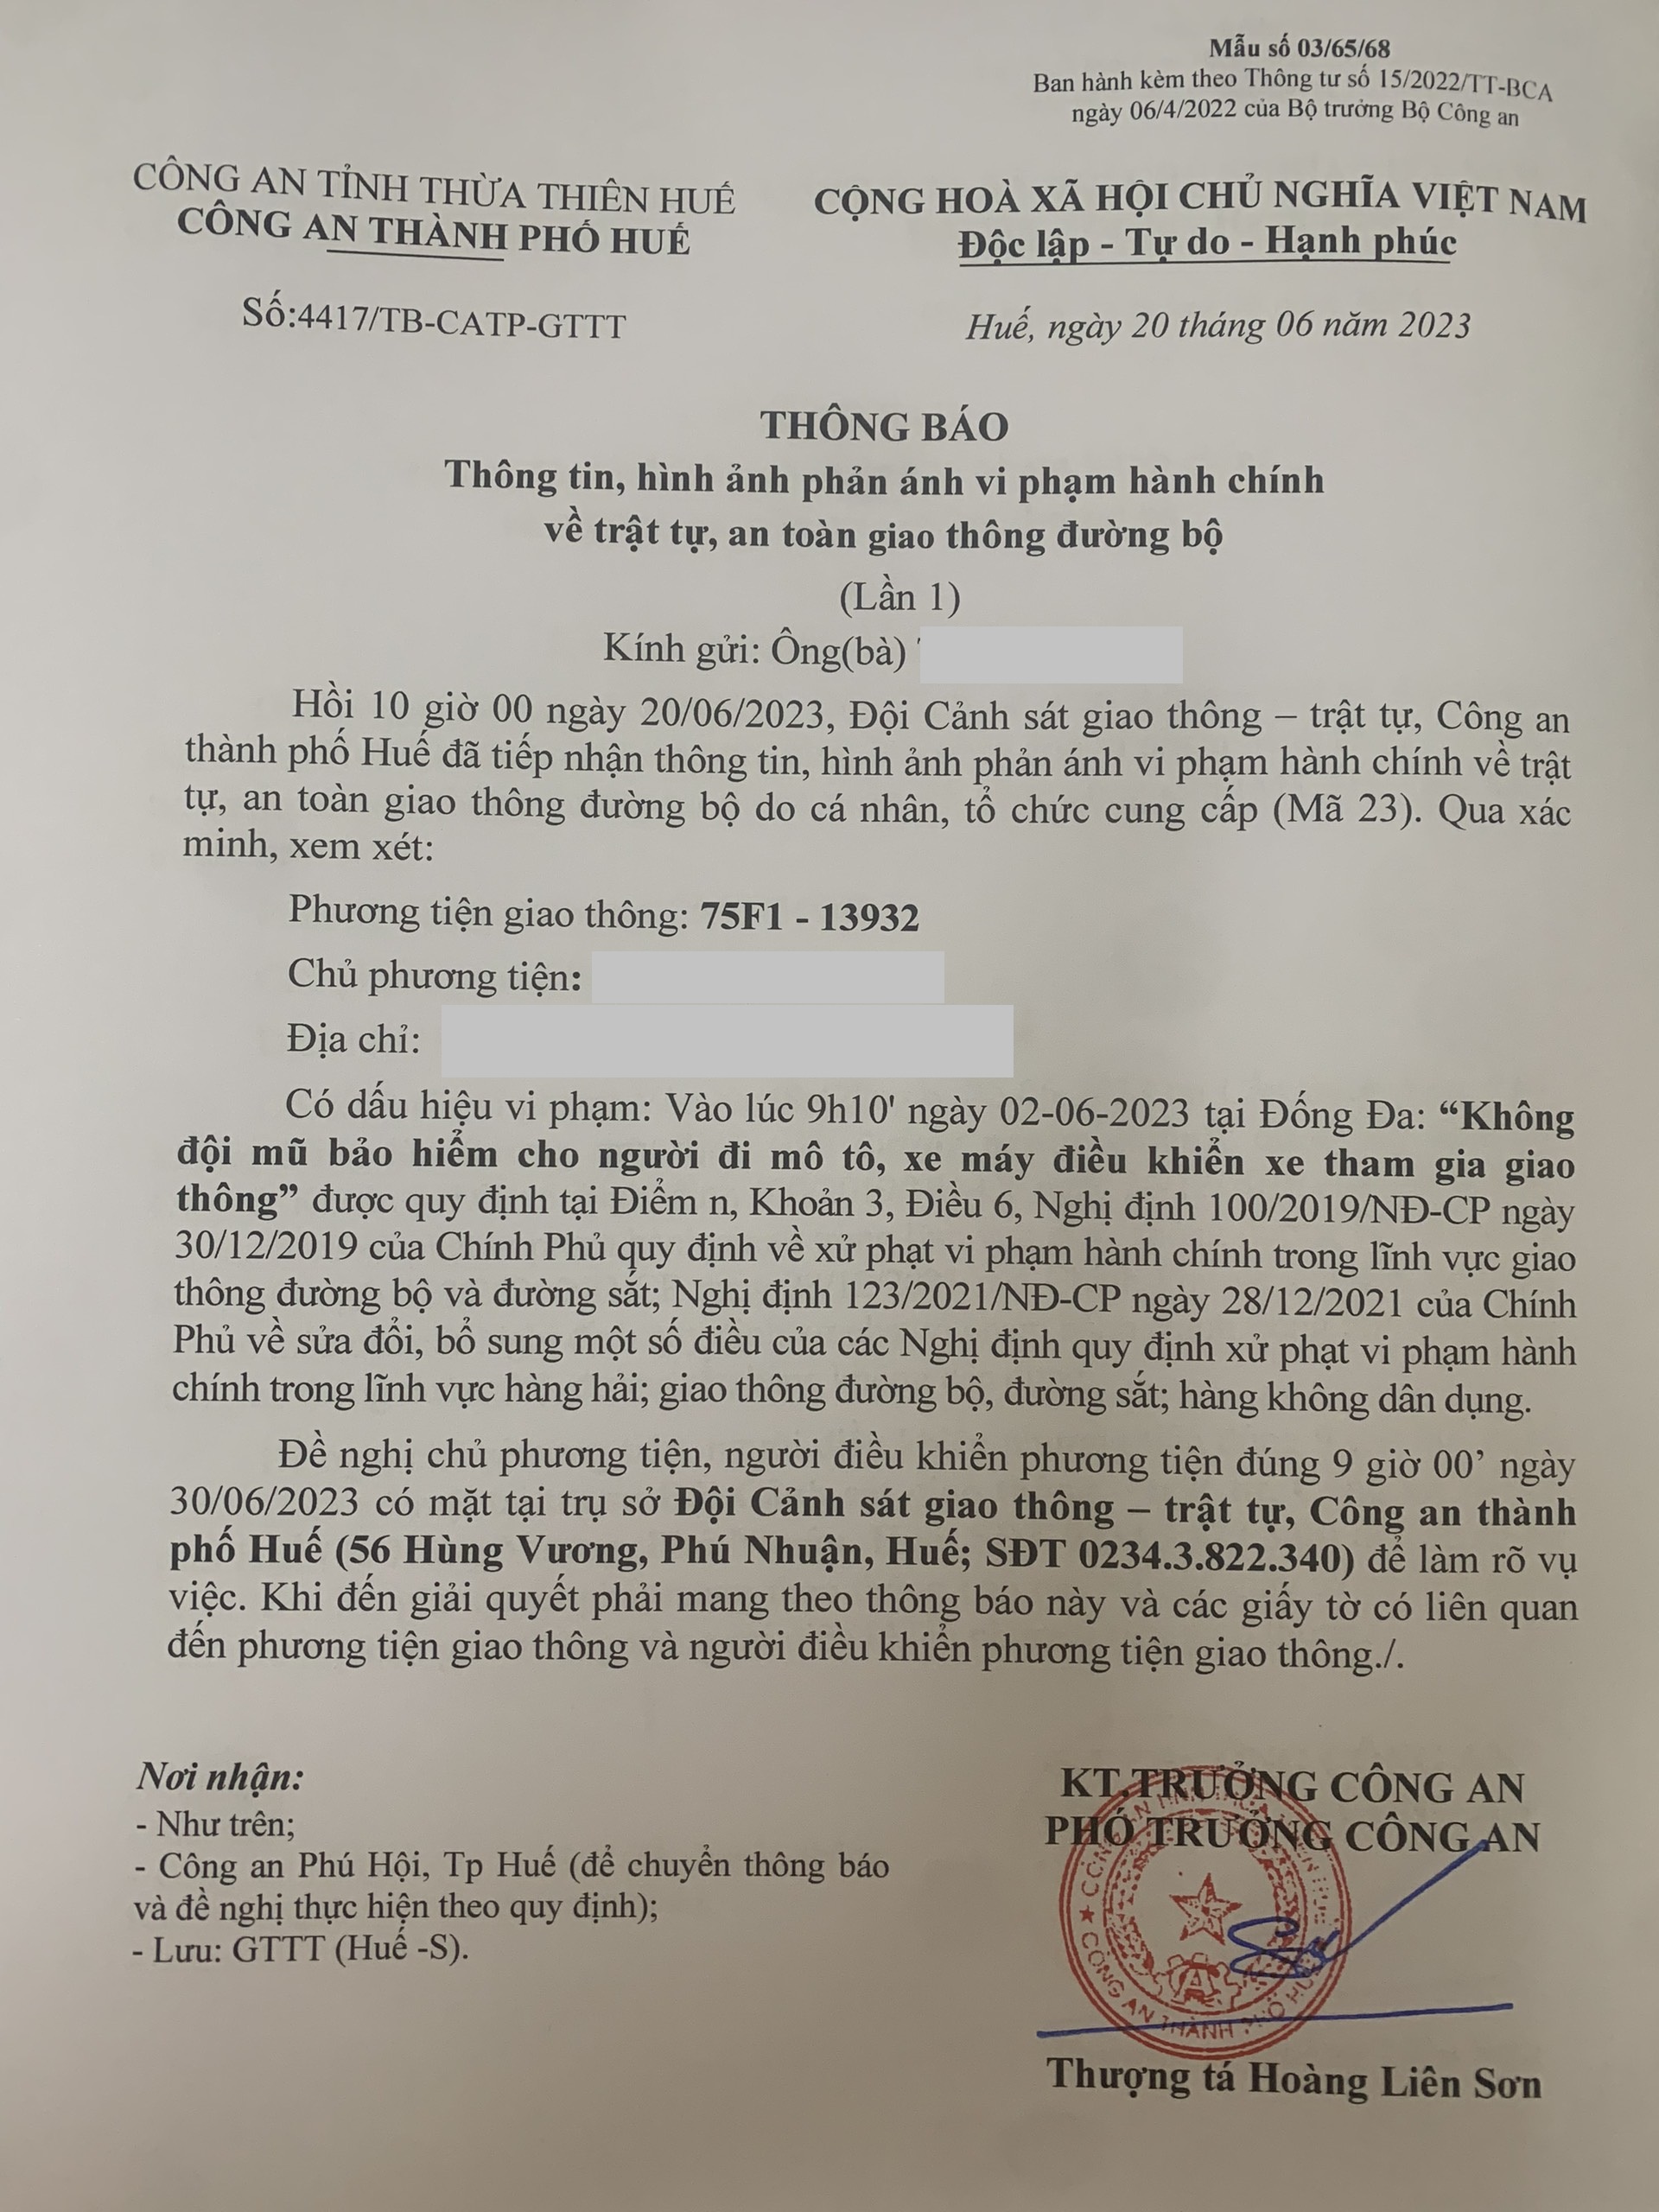 Mẫu số 03/65/68
Ban hành kèm theo Thông tư số 15/2022/TT-BCA
ngày 06/4/2022 của Bộ trưởng Bộ Công an
CÔNG AN TỈNH THỪA THIÊN HUẾ
CÔNG AN THÀNH PHỐ HUẾ
CỘNG HOÀ XÃ HỘI CHỦ NGHĨA VIỆT NAM
Độc lập - Tự do - Hạnh phúc
Số:4417/TB-CATP-GTTT
Huế, ngày 20 tháng 06 năm 2023
THÔNG BÁO
Thông tin, hình ảnh phản ánh vi phạm hành chính
về trật tự, an toàn giao thông đường bộ
(Lần 1)
Kính gửi: Ông(bà)
Hồi 10 giờ 00 ngày 20/06/2023, Đội Cảnh sát giao thông – trật tự, Công an
thành phố Huế đã tiếp nhận thông tin, hình ảnh phản ánh vi phạm hành chính về trật
tự, an toàn giao thông đường bộ do cá nhân, tổ chức cung cấp (Mã 23). Qua xác
minh, xem xét:
Phương tiện giao thông: 75F1 - 13932
Chủ phương tiện:
Địa chỉ:
Có dấu hiệu vi phạm: Vào lúc 9h10' ngày 02-06-2023 tại Đống Đa: “Không
đội mũ bảo hiểm cho người đi mô tô, xe máy điều khiển xe tham gia giao
thông” được quy định tại Điểm n, Khoản 3, Điều 6, Nghị định 100/2019/NĐ-CP ngày
30/12/2019 của Chính Phủ quy định về xử phạt vi phạm hành chính trong lĩnh vực giao
thông đường bộ và đường sắt; Nghị định 123/2021/NĐ-CP ngày 28/12/2021 của Chính
Phủ về sửa đổi, bổ sung một số điều của các Nghị định quy định xử phạt vi phạm hành
chính trong lĩnh vực hàng hải; giao thông đường bộ, đường sắt; hàng không dân dụng.
Đề nghị chủ phương tiện, người điều khiển phương tiện đúng 9 giờ 00’ ngày
30/06/2023 có mặt tại trụ sở Đội Cảnh sát giao thông – trật tự, Công an thành
phố Huế (56 Hùng Vương, Phú Nhuận, Huế; SĐT 0234.3.822.340) để làm rõ vụ
việc. Khi đến giải quyết phải mang theo thông báo này và các giấy tờ có liên quan
đến phương tiện giao thông và người điều khiển phương tiện giao thông./.
Nơi nhận:
- Như trên;
- Công an Phú Hội, Tp Huế (để chuyển thông báo
và đề nghị thực hiện theo quy định);
- Lưu: GTTT (Huế -S).
KT.TRƯỞNG CÔNG AN
PHÓ TRƯỞNG CÔNG AN
CÔNG AN THÀNH PHỐ HUẾ
Thượng tá Hoàng Liên Sơn